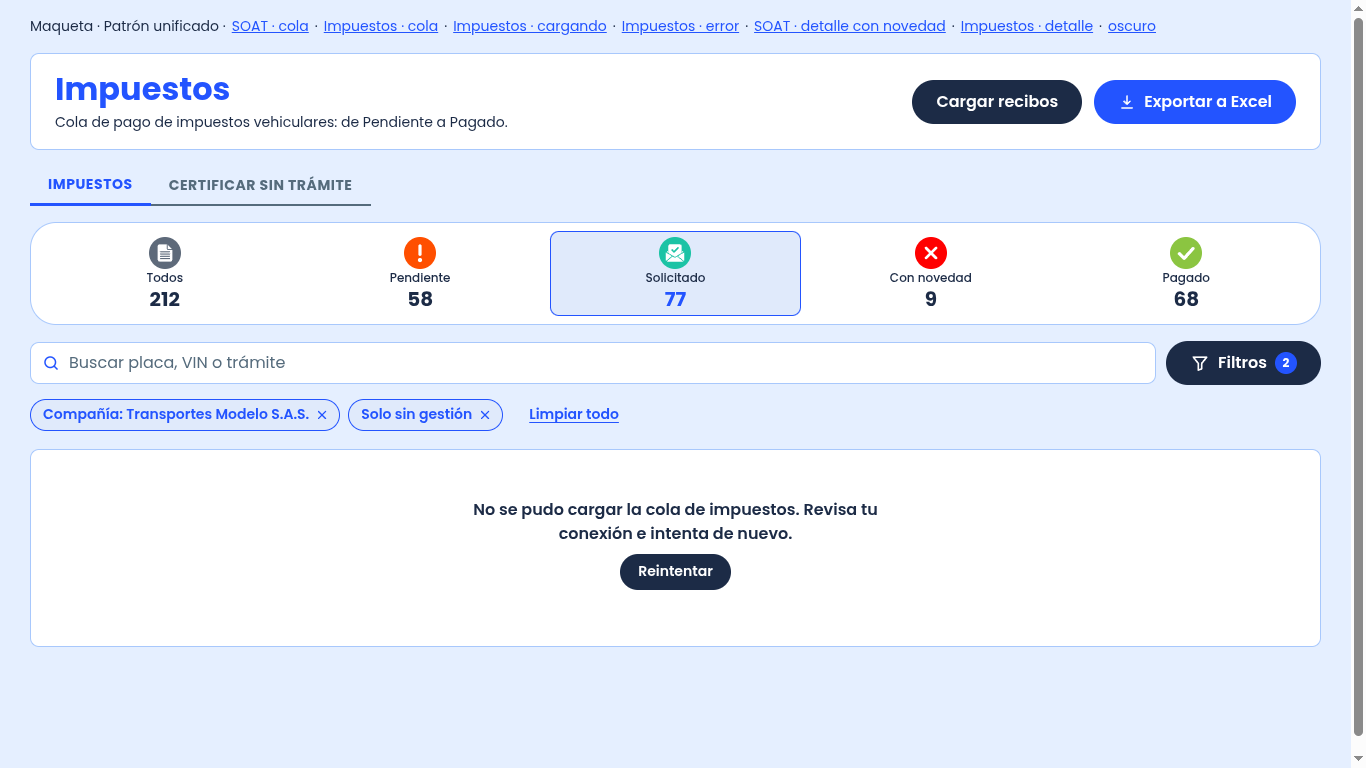 Maqueta · Patrón unificado · SOAT · cola · Impuestos · cola · Impuestos · cargando · Impuestos · error · SOAT · detalle con novedad · Impuestos · detalle · oscuro
Impuestos
Cola de pago de impuestos vehiculares: de Pendiente a Pagado.
Cargar recibos
Exportar a Excel
IMPUESTOS
CERTIFICAR SIN TRÁMITE
Todos
212
Pendiente
58
Solicitado
77
Con novedad
9
Pagado
68
Buscar placa, VIN o trámite
Filtros 2
Compañía: Transportes Modelo S.A.S.
Solo sin gestión
Limpiar todo
No se pudo cargar la cola de impuestos. Revisa tu
conexión e intenta de nuevo.
Reintentar